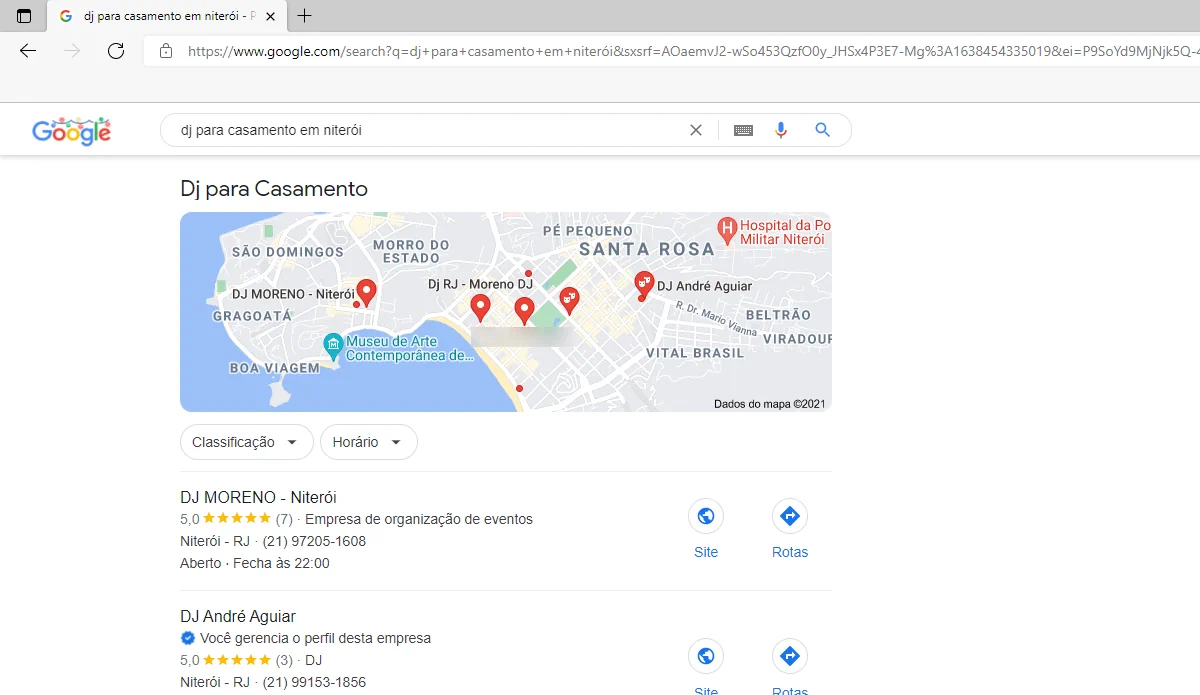 dj para casamento em niterói - P
https://www.google.com/search?q=dj+para+casamento+em+niterói&sxsrf=AOaemvJ2-wSo453QzfO0y_JHSx4P3E7-Mg%3A1638454335019&ei=P9SoYd9MjNjk5Q-4
Google
dj para casamento em niterói
Dj para Casamento
PÉ PEQUENO
SANTA ROSA
Hospital da Po
Militar Niterói
SÃO DOMINGOS
MORRO DO
ESTADO
DJ MORENO - Niterói
Dj RJ - Moreno DJ
DJ André Aguiar
GRAGOATÁ
R. Dr. Mario Vianna
BELTRÃO
VIRADOUR
Museu de Arte
Contemporânea de...
VITAL BRASIL
BOA VIAGEM
Dados do mapa ©2021
Classificação
Horário
DJ MORENO - Niterói
5,0 (7) · Empresa de organização de eventos
Niterói - RJ · (21) 97205-1608
Aberto · Fecha às 22:00
Site
Rotas
DJ André Aguiar
Você gerencia o perfil desta empresa
5,0 (3) · DJ
Niterói - RJ · (21) 99153-1856
Site
Rotas